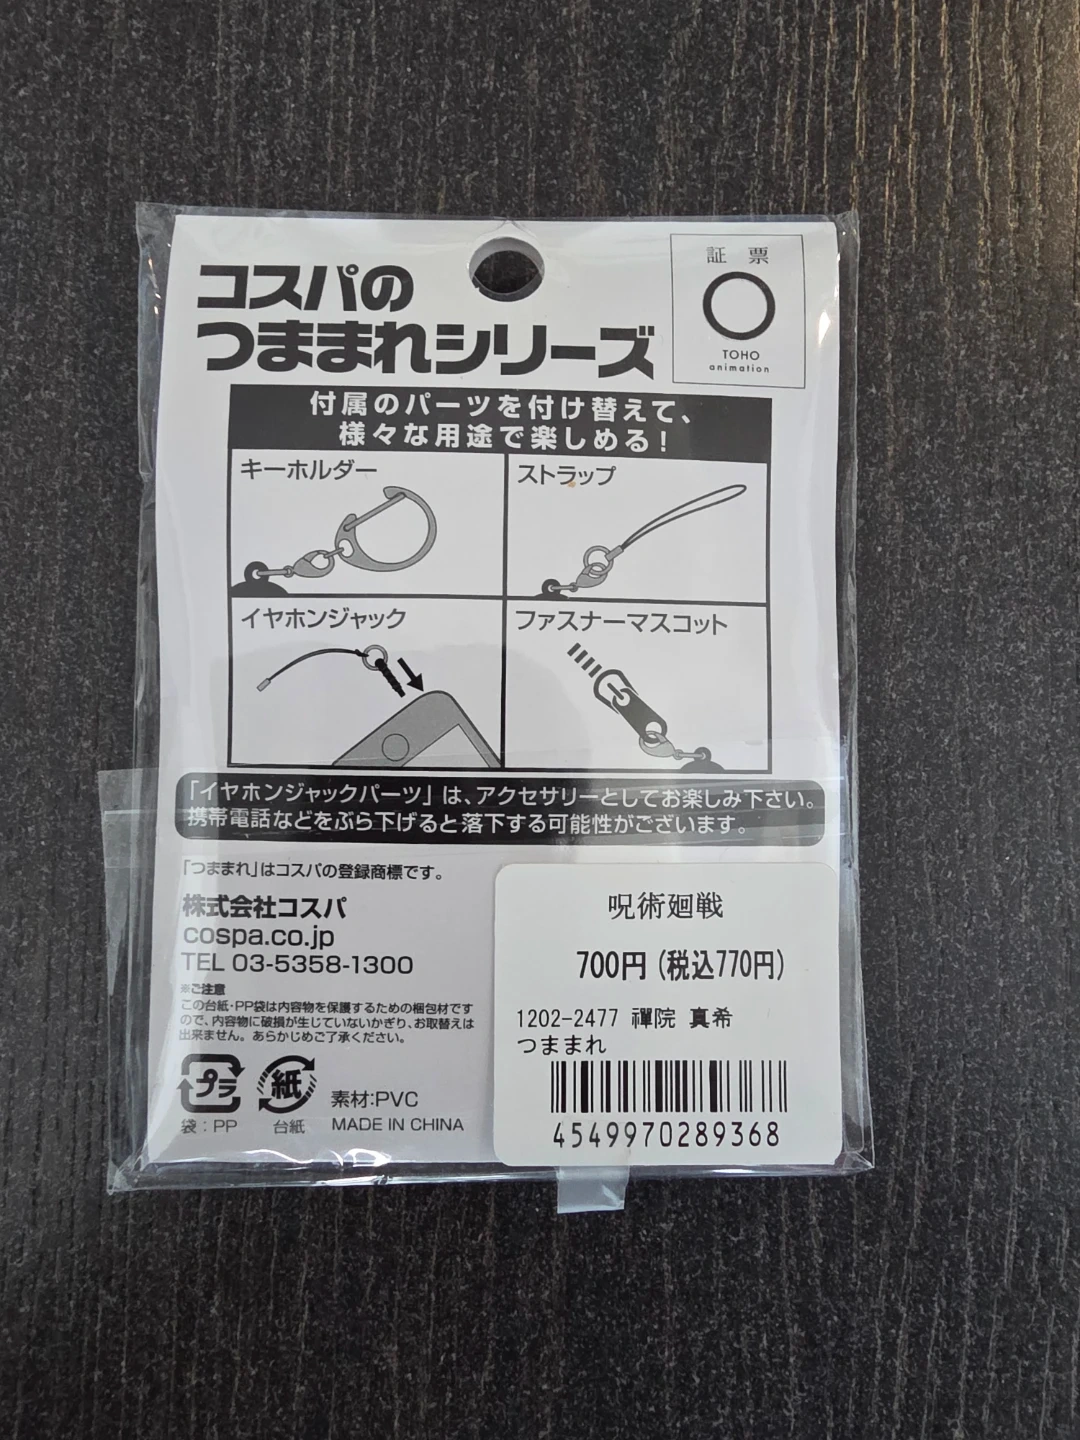 コスパの
つままれシリーズ
証票
TOHO
animation
付属のパーツを付け替えて、
様々な用途で楽しめる!
キーホルダー
ストラップ
イヤホンジャック
ファスナーマスコット
「イヤホンジャックパーツ」は、アクセサリーとしてお楽しみ下さい。
携帯電話などをぶら下げると落下する可能性がございます。
「つままれ」はコスパの登録商標です。
株式会社コスパ
cospa.co.jp
TEL 03-5358-1300
※ご注意
この台紙・PP袋は内容物を保護するための梱包材です
ので、内容物に破損が生じていないかぎり、お取替えは
出来ません。あらかじめご了承ください。
プラ
袋:PP
紙
台紙
素材:PVC
MADE IN CHINA
呪術廻戦
700円(税込770円)
1202-2477 禪院 真希
つままれ
4549970289368